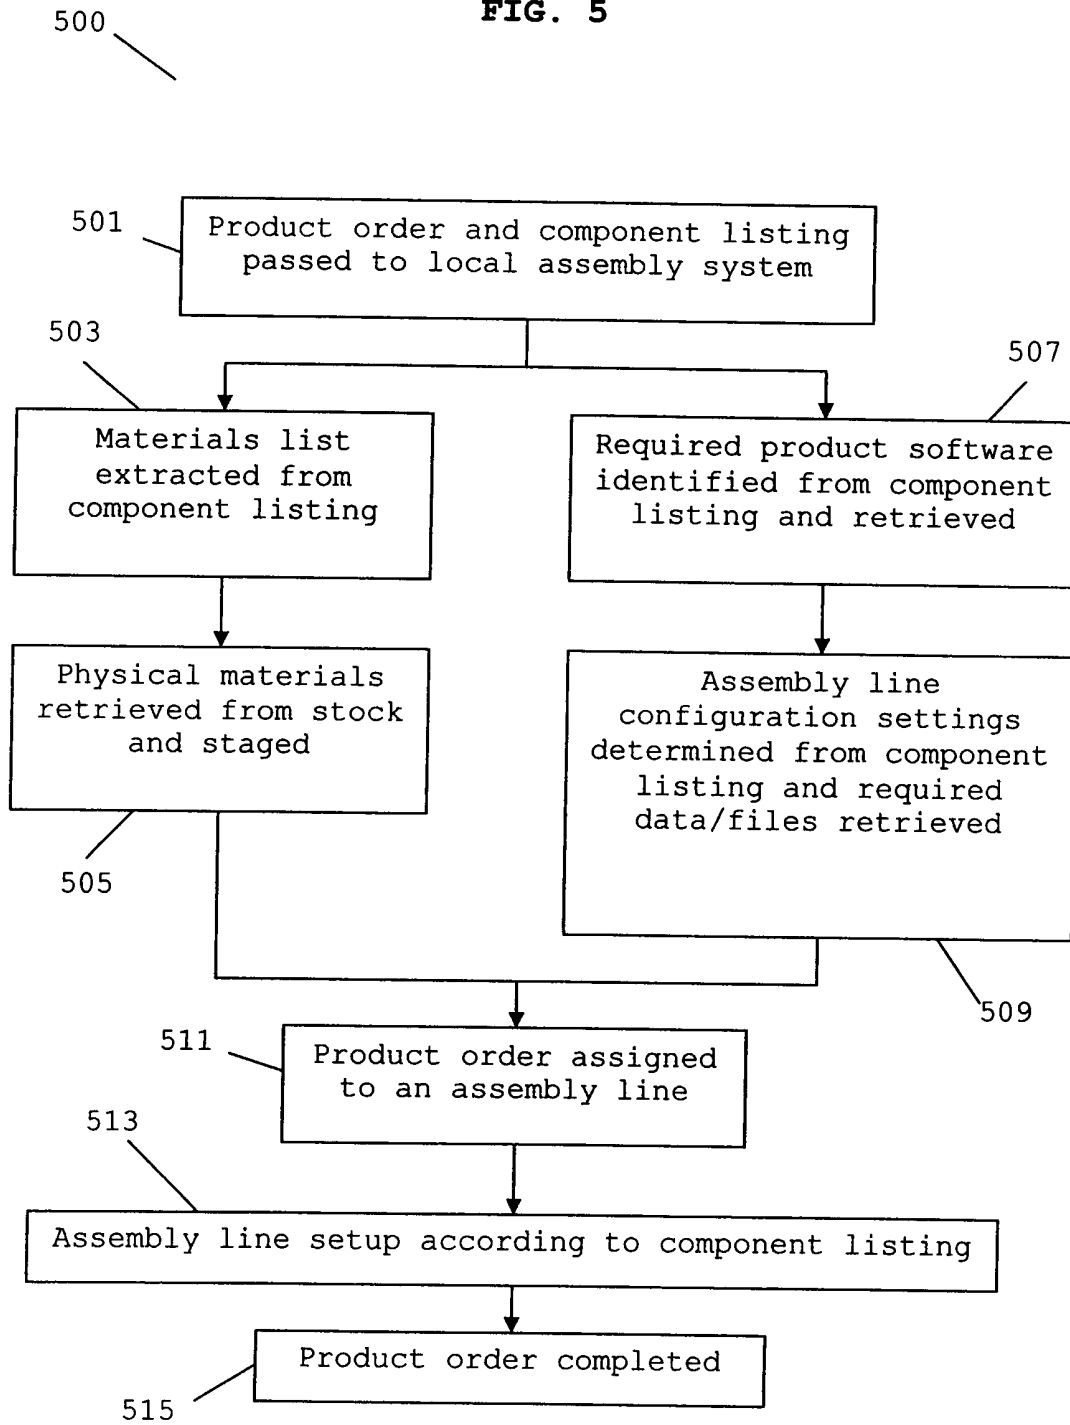 FIG. 5
500
501
Product order and component listing
passed to local assembly system
503
507
Materials list
extracted from
component listing
Required product software
identified from component
listing and retrieved
Physical materials
retrieved from stock
and staged
Assembly line
configuration settings
determined from component
listing and required
data/files retrieved
505
509
511
Product order assigned
to an assembly line
513
Assembly line setup according to component listing
Product order completed
515